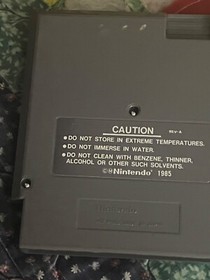 CAUTION
REV-A
• DO NOT STORE IN EXTREME TEMPERATURES.
• DO NOT IMMERSE IN WATER.
• DO NOT CLEAN WITH BENZENE, THINNER,
ALCOHOL OR OTHER SUCH SOLVENTS.
©®Nintendo® 1985